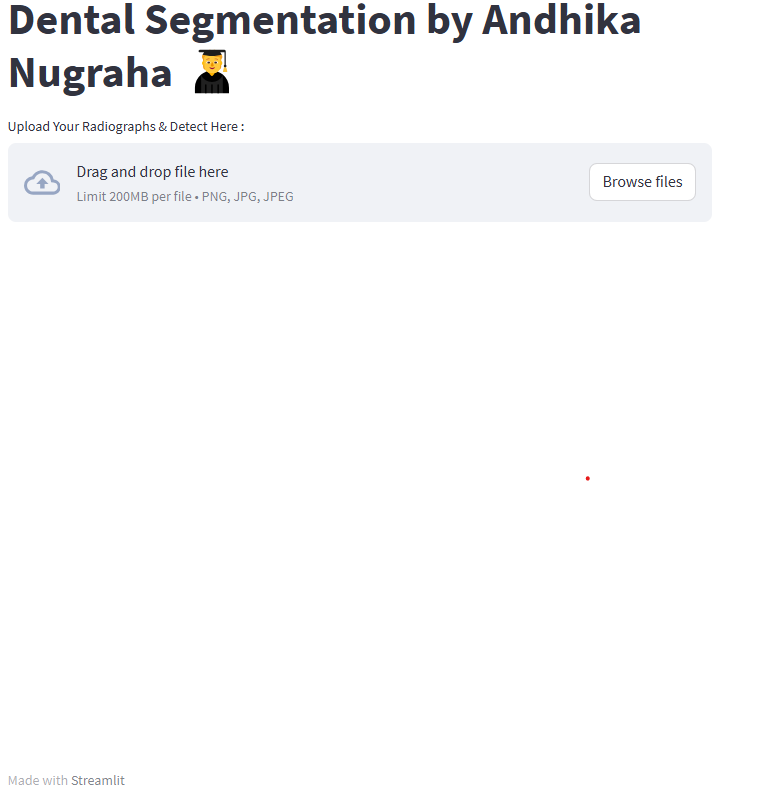 Dental Segmentation by Andhika
Nugraha 👨‍🎓
Upload Your Radiographs & Detect Here :
Drag and drop file here
Limit 200MB per file • PNG, JPG, JPEG
Browse files
Made with Streamlit